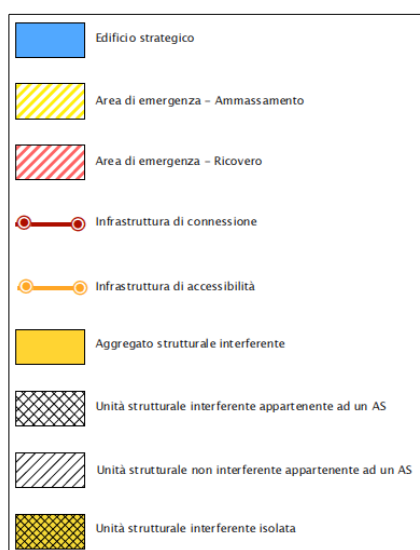 Edificio strategico
Area di emergenza – Ammassamento
Area di emergenza – Ricovero
Infrastruttura di connessione
Infrastruttura di accessibilità
Aggregato strutturale interferente
Unità strutturale interferente appartenente ad un AS
Unità strutturale non interferente appartenente ad un AS
Unità strutturale interferente isolata